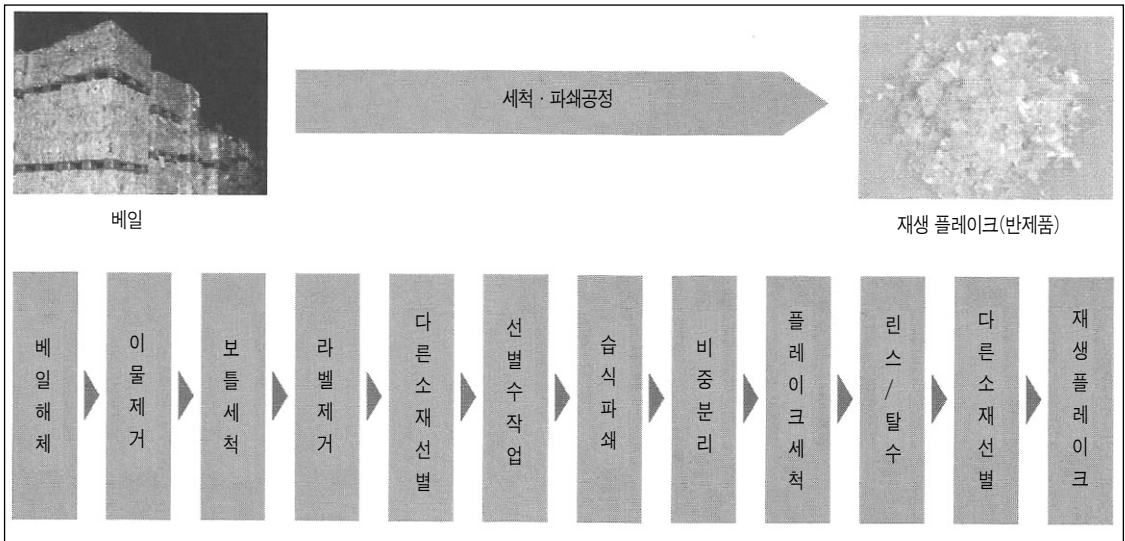 세척 · 파쇄공정
베일
재생 플레이크(반제품)
베일해체
이물제거
보틀세척
라벨제거
다른소재선별
선별수작업
습식파쇄
비중분리
플레이크세척
린스/탈수
다른소재선별
재생플레이크